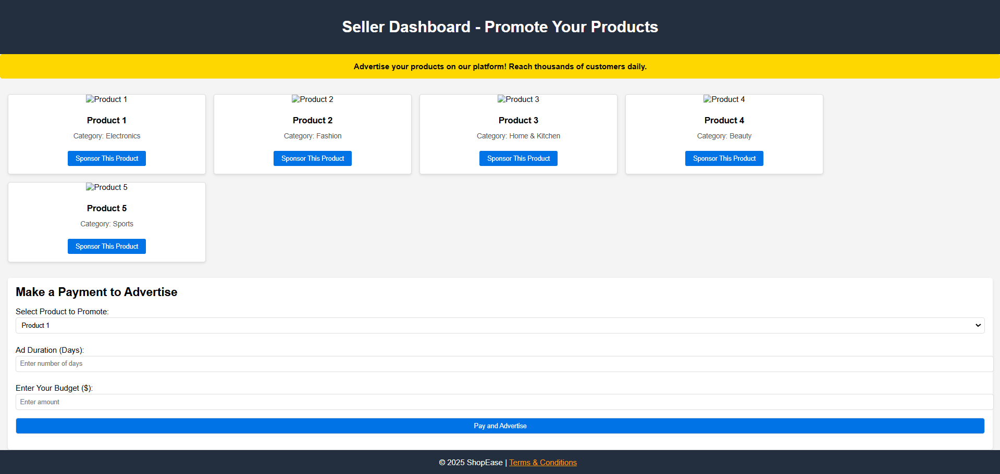 Seller Dashboard - Promote Your Products
Advertise your products on our platform! Reach thousands of customers daily.
Product 1
Product 2
Product 3
Product 4
Product 1
Product 2
Product 3
Product 4
Category: Electronics
Category: Fashion
Category: Home & Kitchen
Category: Beauty
Sponsor This Product
Sponsor This Product
Sponsor This Product
Sponsor This Product
Product 5
Product 5
Category: Sports
Sponsor This Product
Make a Payment to Advertise
Select Product to Promote:
Product 1
Ad Duration (Days):
Enter number of days
Enter Your Budget ($):
Enter amount
Pay and Advertise
© 2025 ShopEase | Terms & Conditions